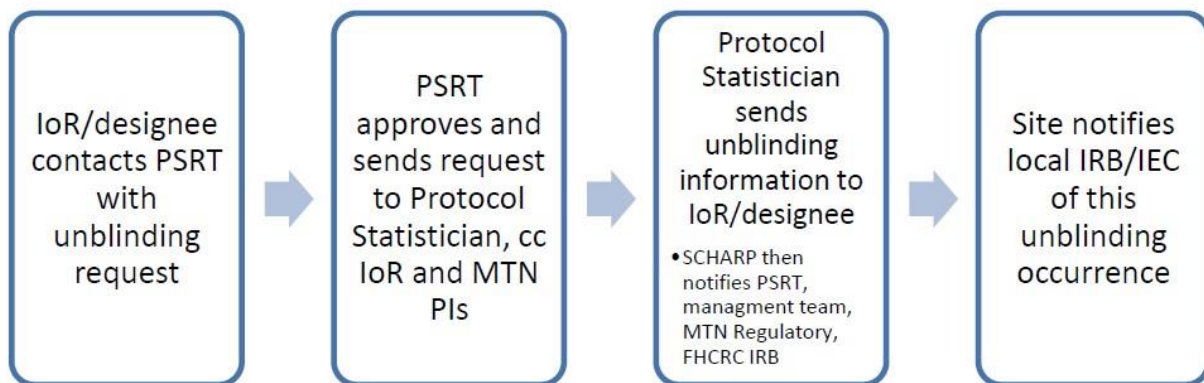 IoR/designee
contacts PSRT
with
unblinding
request
PSRT
approves and
sends request
to Protocol
Statistician, cc
IoR and MTN
PIs
Protocol
Statistician
sends
unblinding
information to
IoR/designee
•SCHARP then
notifies PSRT,
managment team,
MTN Regulatory,
FHCRC IRB
Site notifies
local IRB/IEC
of this
unblinding
occurrence